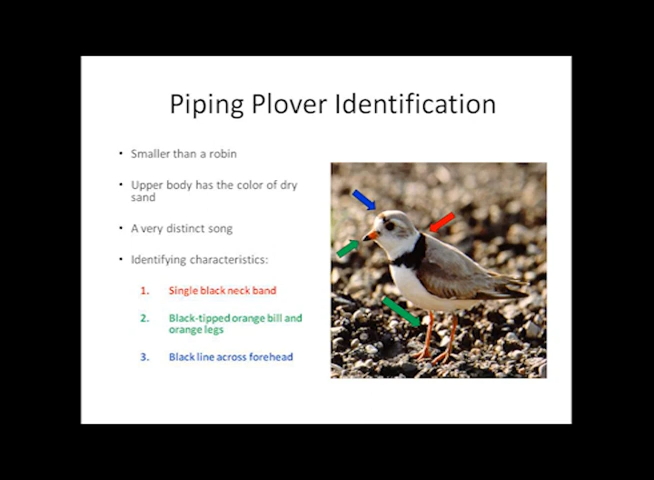 Piping Plover Identification
• Smaller than a robin
• Upper body has the color of dry
sand
• A very distinct song
• Identifying characteristics:
1. Single black neck band
2. Black-tipped orange bill and
orange legs
3. Black line across forehead